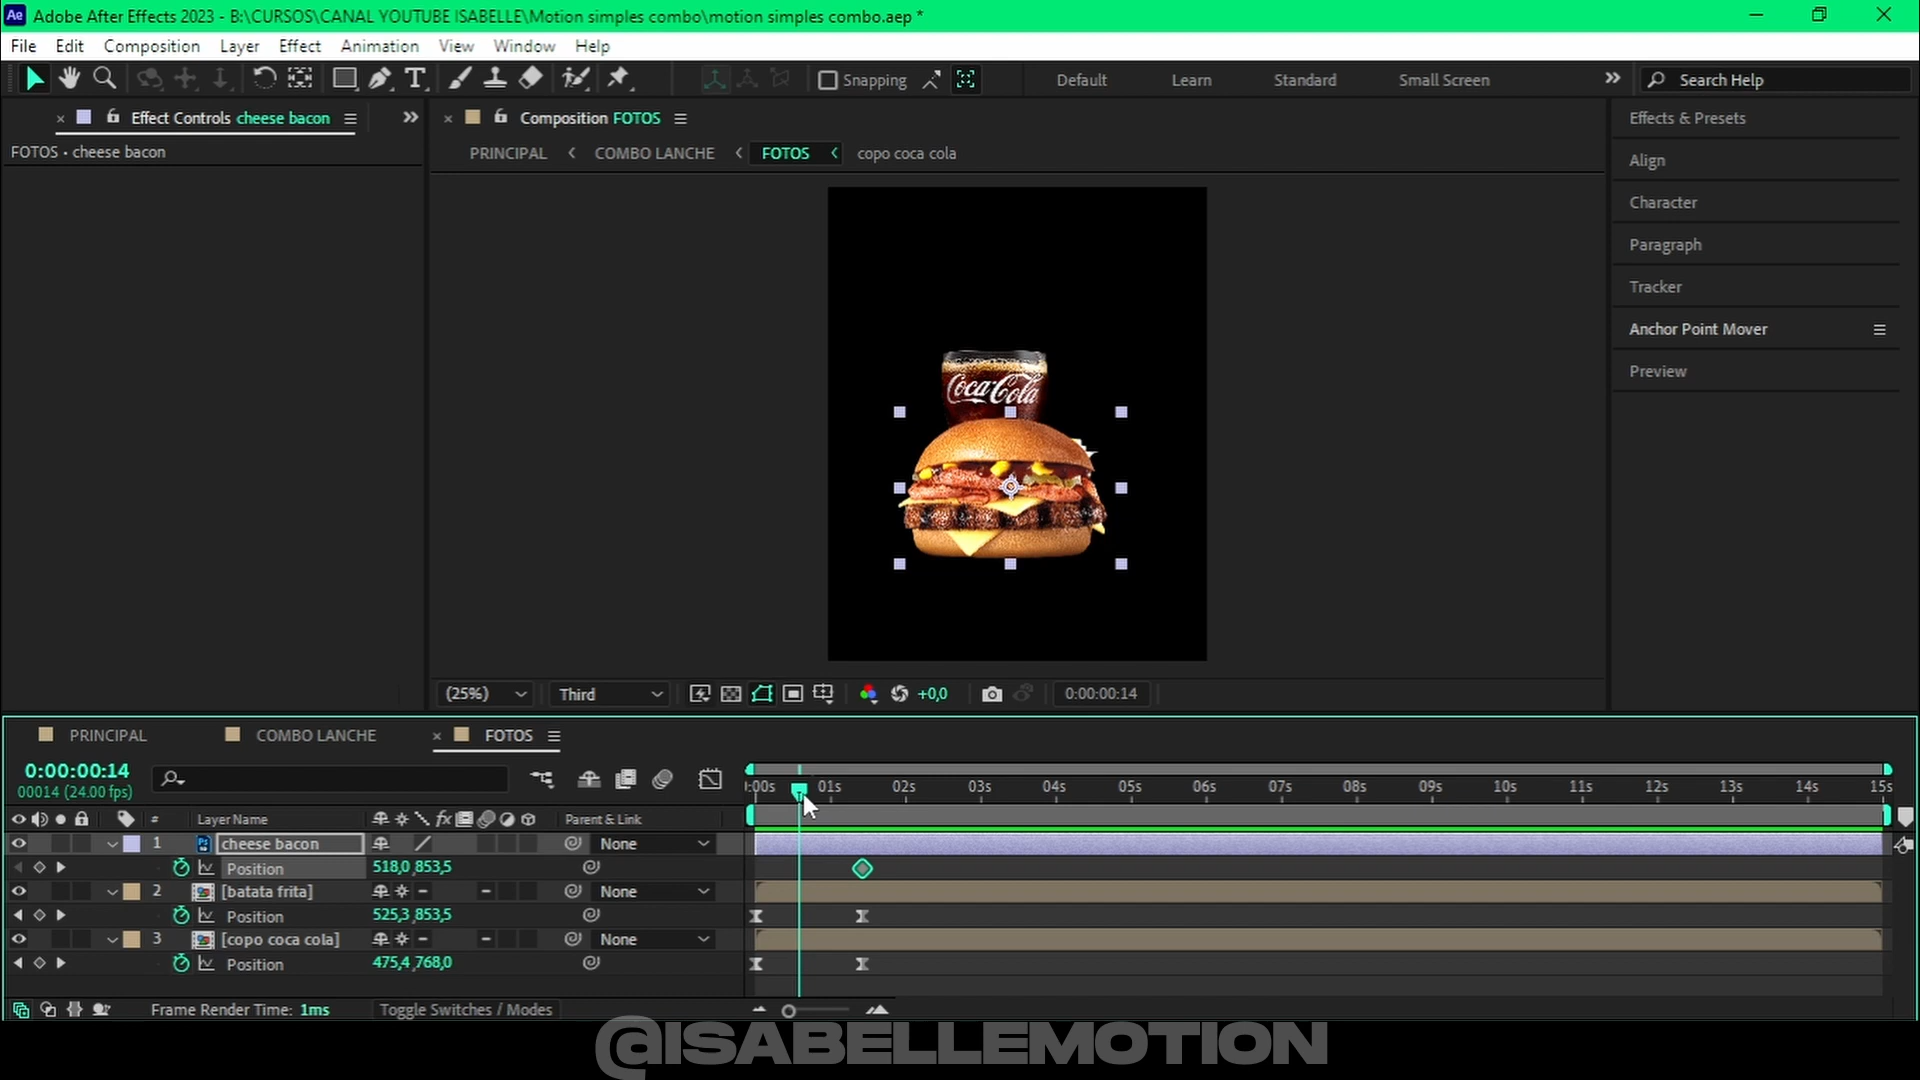 Ae Adobe After Effects 2023 - B:\CURSOS\CANAL YOUTUBE ISABELLE\Motion simples combo\motion simples combo.aep *
File Edit Composition Layer Effect Animation View Window Help
Snapping Default Learn Standard Small Screen Search Help
Effect Controls cheese bacon
Composition FOTOS
Effects & Presets
FOTOS • cheese bacon
PRINCIPAL COMBO LANCHE FOTOS copo coca cola
Align
Character
Paragraph
Tracker
Anchor Point Mover
Preview
Coca-Cola
(25%) Third +0,0 0:00:00:14
PRINCIPAL COMBO LANCHE FOTOS
0:00:00:14
00014 (24.00 fps)
:00s 01s 02s 03s 04s 05s 06s 07s 08s 09s 10s 11s 12s 13s 14s 15s
# Layer Name fx Parent & Link
1 Ps cheese bacon None
Position 518,0,853,5
2 [batata frita] None
Position 525,3,853,5
3 [copo coca cola] None
Position 475,4,768,0
Frame Render Time: 1ms Toggle Switches / Modes
@ISABELLEMOTION